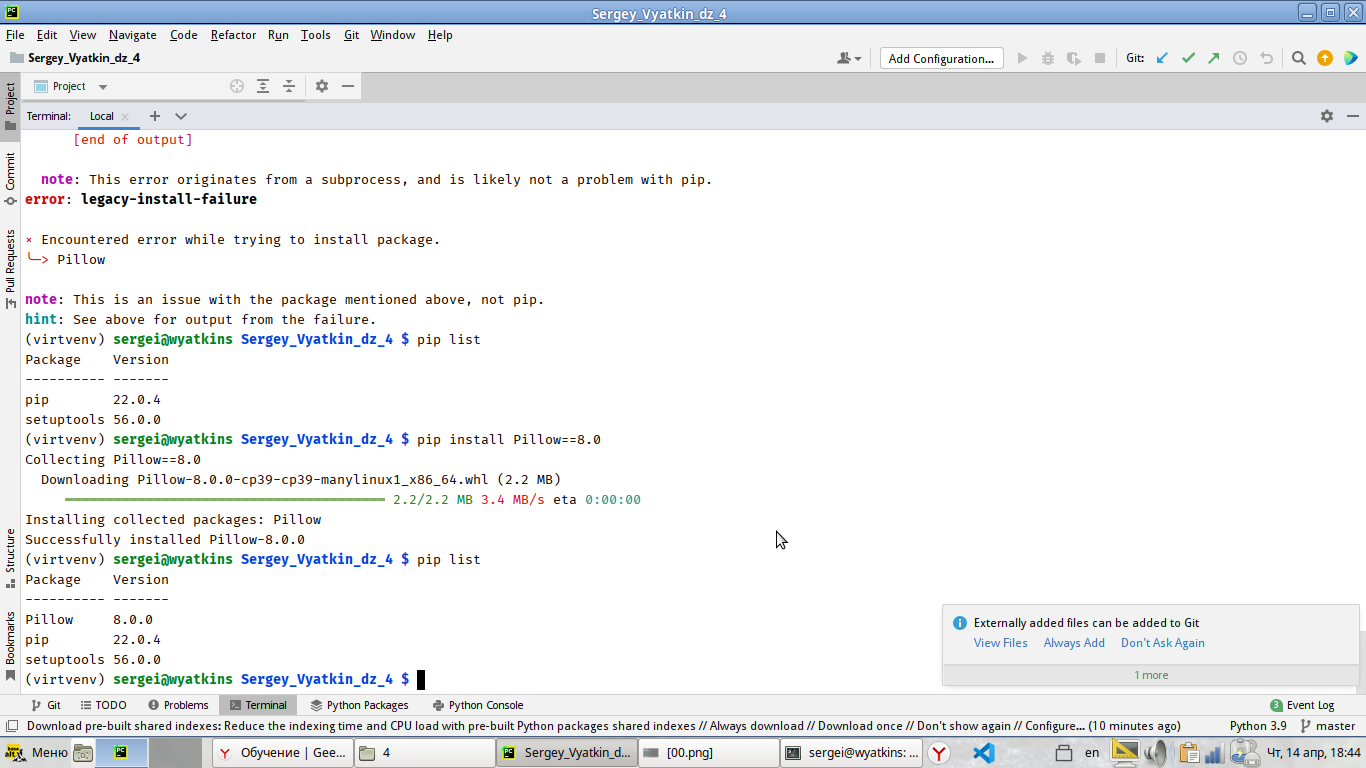 Sergey_Vyatkin_dz_4
File Edit View Navigate Code Refactor Run Tools Git Window Help
Sergey_Vyatkin_dz_4
Add Configuration...
Git:
Project
Project
Commit
Pull Requests
Structure
Bookmarks
Terminal: Local
[end of output]
note: This error originates from a subprocess, and is likely not a problem with pip.
error: legacy-install-failure
× Encountered error while trying to install package.
╰─> Pillow
note: This is an issue with the package mentioned above, not pip.
hint: See above for output from the failure.
(virtvenv) sergei@wyatkins Sergey_Vyatkin_dz_4 $ pip list
Package    Version
---------- -------
pip        22.0.4
setuptools 56.0.0
(virtvenv) sergei@wyatkins Sergey_Vyatkin_dz_4 $ pip install Pillow==8.0
Collecting Pillow==8.0
Downloading Pillow-8.0.0-cp39-cp39-manylinux1_x86_64.whl (2.2 MB)
2.2/2.2 MB 3.4 MB/s eta 0:00:00
Installing collected packages: Pillow
Successfully installed Pillow-8.0.0
(virtvenv) sergei@wyatkins Sergey_Vyatkin_dz_4 $ pip list
Package    Version
---------- -------
Pillow     8.0.0
pip        22.0.4
setuptools 56.0.0
(virtvenv) sergei@wyatkins Sergey_Vyatkin_dz_4 $
Externally added files can be added to Git
View Files Always Add Don't Ask Again
1 more
Git TODO Problems Terminal Python Packages Python Console 3 Event Log
Download pre-built shared indexes: Reduce the indexing time and CPU load with pre-built Python packages shared indexes // Always download // Download once // Don't show again // Configure... (10 minutes ago) Python 3.9 master
Меню Обучение | Gee... 4 Sergey_Vyatkin_d... [00.png] sergei@wyatkins: ... en Чт, 14 апр, 18:44